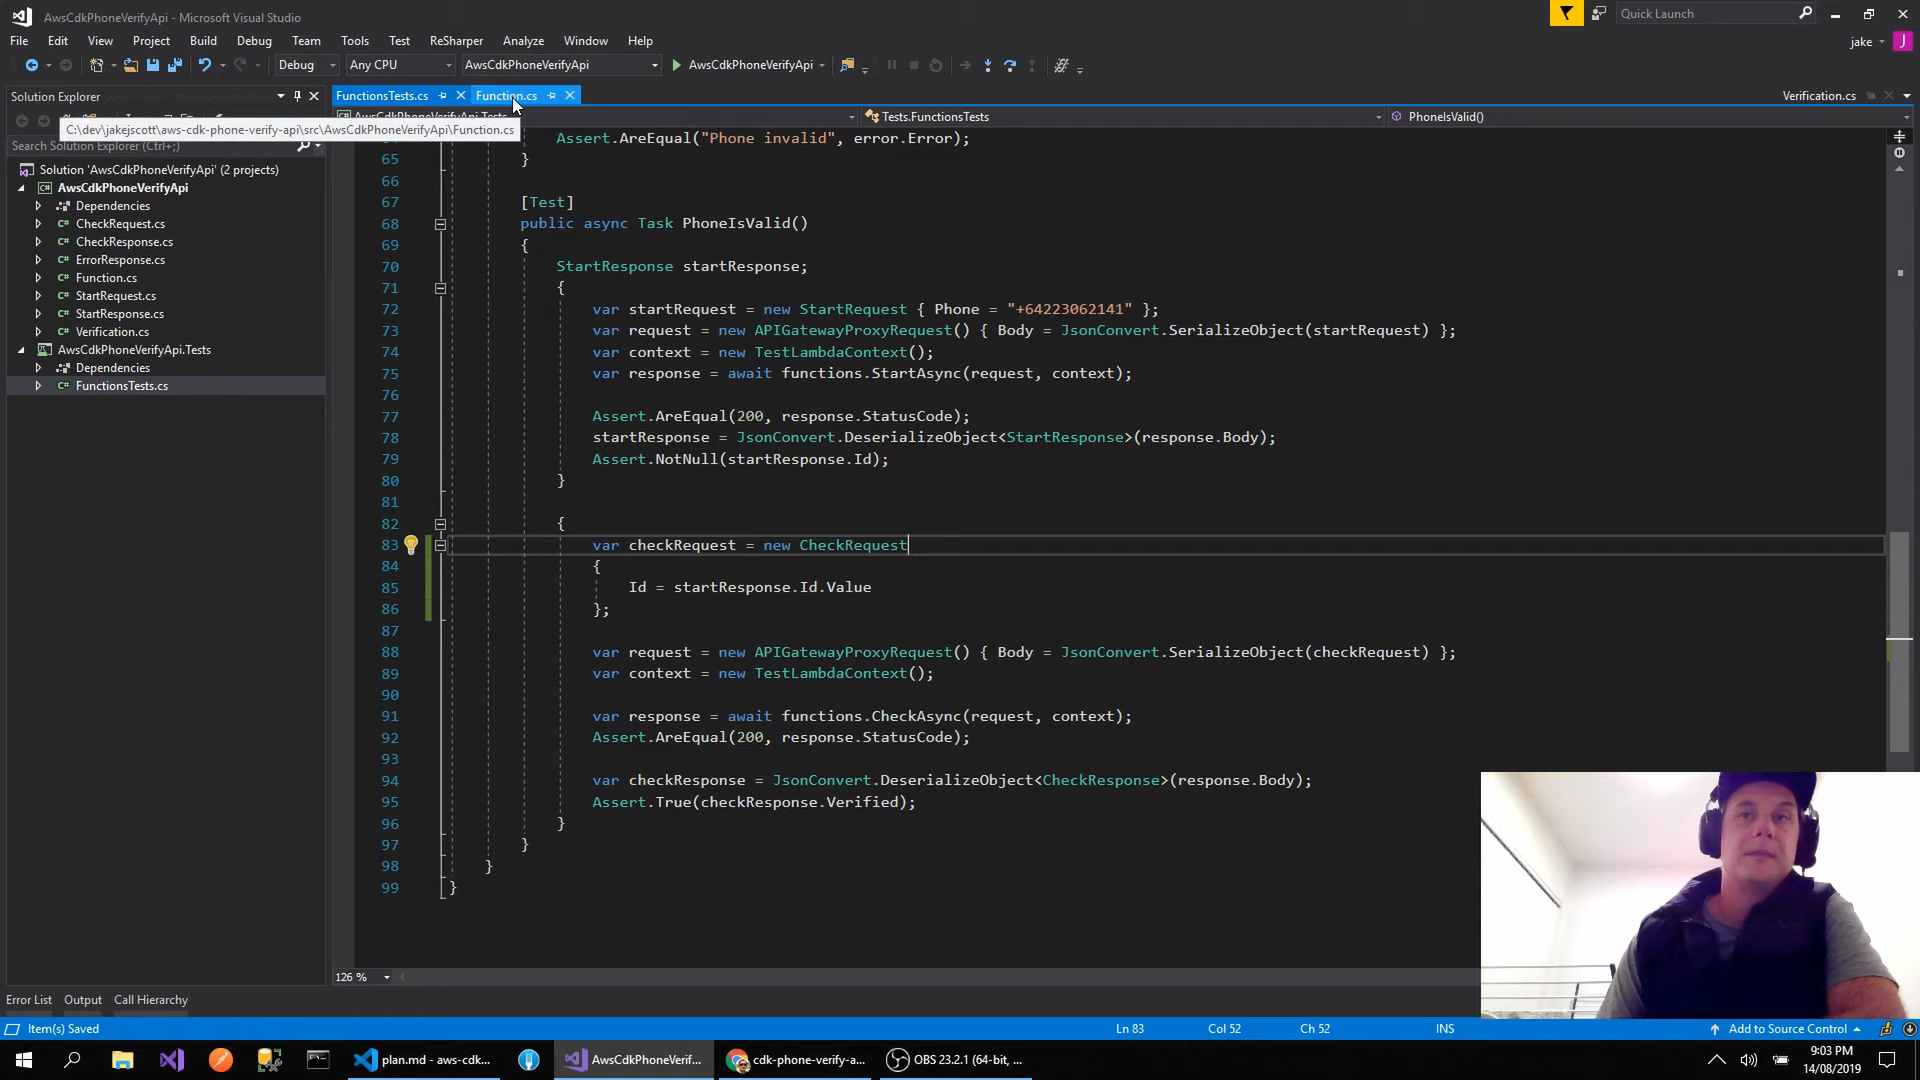 AwsCdkPhoneVerifyApi - Microsoft Visual Studio
Quick Launch
File Edit View Project Build Debug Team Tools Test ReSharper Analyze Window Help
jake J
Debug Any CPU AwsCdkPhoneVerifyApi AwsCdkPhoneVerifyApi
Solution Explorer
FunctionsTests.cs Function.cs Verification.cs
Tests.FunctionsTests PhoneIsValid()
C:\dev\jakejscott\aws-cdk-phone-verify-api\src\AwsCdkPhoneVerifyApi\Function.cs
Search Solution Explorer (Ctrl+;)
Solution 'AwsCdkPhoneVerifyApi' (2 projects)
AwsCdkPhoneVerifyApi
Dependencies
CheckRequest.cs
CheckResponse.cs
ErrorResponse.cs
Function.cs
StartRequest.cs
StartResponse.cs
Verification.cs
AwsCdkPhoneVerifyApi.Tests
Dependencies
FunctionsTests.cs
Assert.AreEqual("Phone invalid", error.Error);
65 }
66
67 [Test]
68 public async Task PhoneIsValid()
69 {
70 StartResponse startResponse;
71 {
72 var startRequest = new StartRequest { Phone = "+64223062141" };
73 var request = new APIGatewayProxyRequest() { Body = JsonConvert.SerializeObject(startRequest) };
74 var context = new TestLambdaContext();
75 var response = await functions.StartAsync(request, context);
76
77 Assert.AreEqual(200, response.StatusCode);
78 startResponse = JsonConvert.DeserializeObject<StartResponse>(response.Body);
79 Assert.NotNull(startResponse.Id);
80 }
81
82 {
83 var checkRequest = new CheckRequest
84 {
85 Id = startResponse.Id.Value
86 };
87
88 var request = new APIGatewayProxyRequest() { Body = JsonConvert.SerializeObject(checkRequest) };
89 var context = new TestLambdaContext();
90
91 var response = await functions.CheckAsync(request, context);
92 Assert.AreEqual(200, response.StatusCode);
93
94 var checkResponse = JsonConvert.DeserializeObject<CheckResponse>(response.Body);
95 Assert.True(checkResponse.Verified);
96 }
97 }
98 }
99 }
126 %
Error List Output Call Hierarchy
Item(s) Saved Ln 83 Col 52 Ch 52 INS Add to Source Control
plan.md - aws-cdk... AwsCdkPhoneVerif... cdk-phone-verify-a... OBS 23.2.1 (64-bit, ...
9:03 PM
14/08/2019